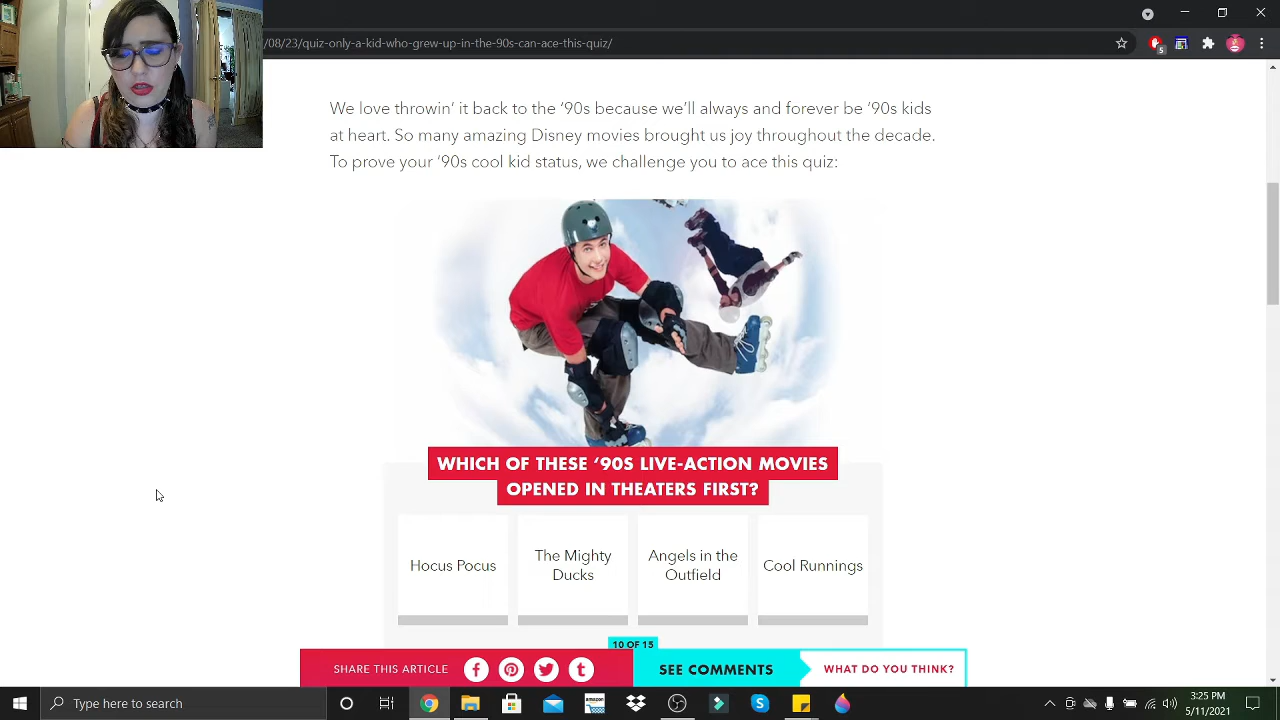 /08/23/quiz-only-a-kid-who-grew-up-in-the-90s-can-ace-this-quiz/
5
We love throwin' it back to the '90s because we'll always and forever be '90s kids
at heart. So many amazing Disney movies brought us joy throughout the decade.
To prove your '90s cool kid status, we challenge you to ace this quiz:
WHICH OF THESE '90S LIVE-ACTION MOVIES
OPENED IN THEATERS FIRST?
Hocus Pocus
The Mighty
Ducks
Angels in the
Outfield
Cool Runnings
10 OF 15
SHARE THIS ARTICLE
SEE COMMENTS
WHAT DO YOU THINK?
Type here to search
amazon
3:25 PM
5/11/2021